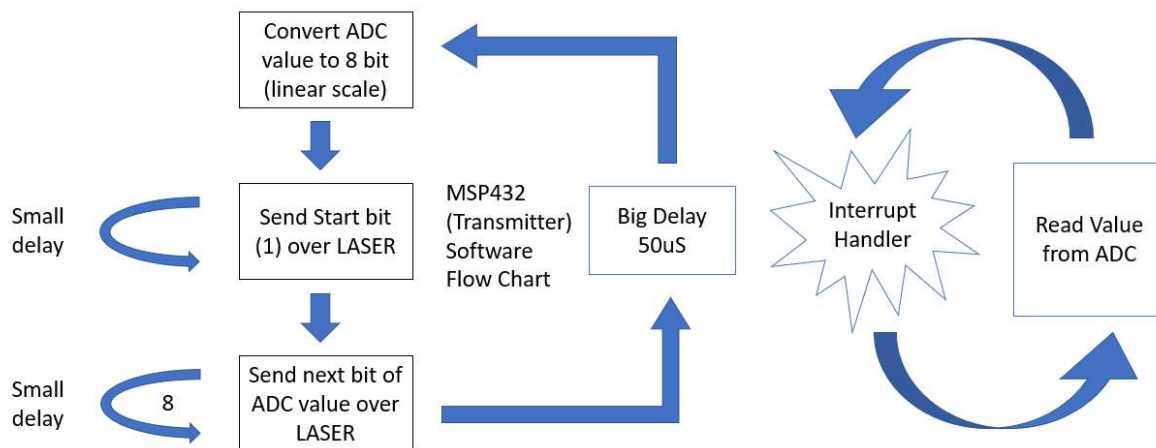 Convert ADC
value to 8 bit
(linear scale)
Small
delay
Send Start bit
(1) over LASER
MSP432
(Transmitter)
Software
Flow Chart
Big Delay
50uS
Interrupt
Handler
Read Value
from ADC
Small
delay
8
Send next bit of
ADC value over
LASER